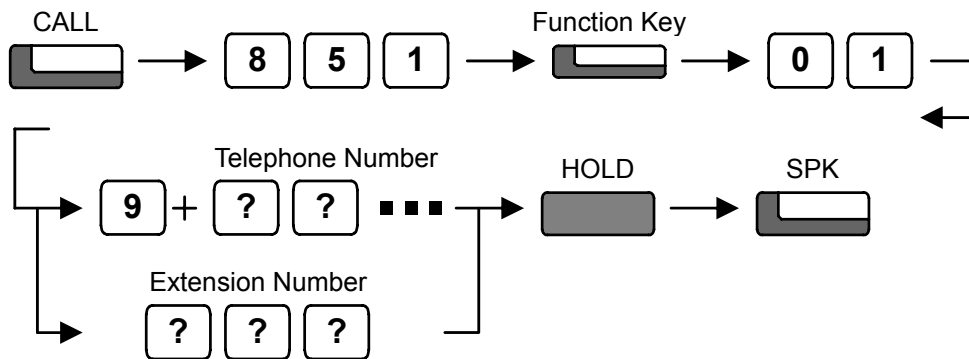 CALL
Function Key
8 5 1
0 1
Telephone Number
HOLD
SPK
9 + ? ?
Extension Number
? ? ?